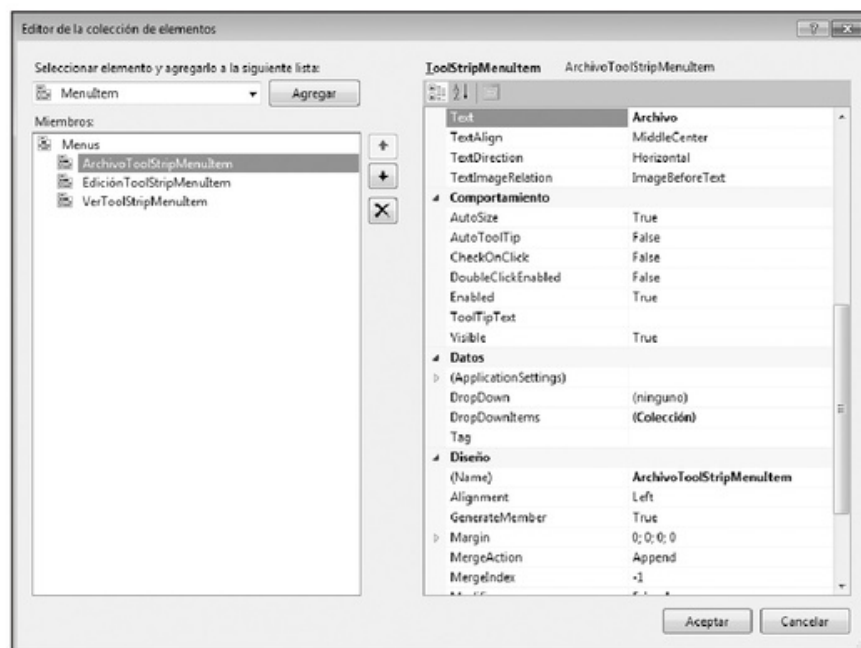 Editor de la colección de elementos
Seleccionar elemento y agregarlo a la siguiente lista:
MenuItem
Agregar
Miembros:
Menus
ArchivoToolStripMenuItem
EdiciónToolStripMenuItem
VerToolStripMenuItem
ToolStripMenuItem ArchivoToolStripMenuItem
Text Archivo
TextAlign MiddleCenter
TextDirection Horizontal
TextImageRelation ImageBeforeText
Comportamiento
AutoSize True
AutoToolTip False
CheckOnClick False
DoubleClickEnabled False
Enabled True
ToolTipText
Visible True
Datos
(ApplicationSettings)
DropDown (ninguno)
DropDownItems (Colección)
Tag
Diseño
(Name) ArchivoToolStripMenuItem
Alignment Left
GenerateMember True
Margin 0; 0; 0; 0
MergeAction Append
MergeIndex -1
Aceptar Cancelar